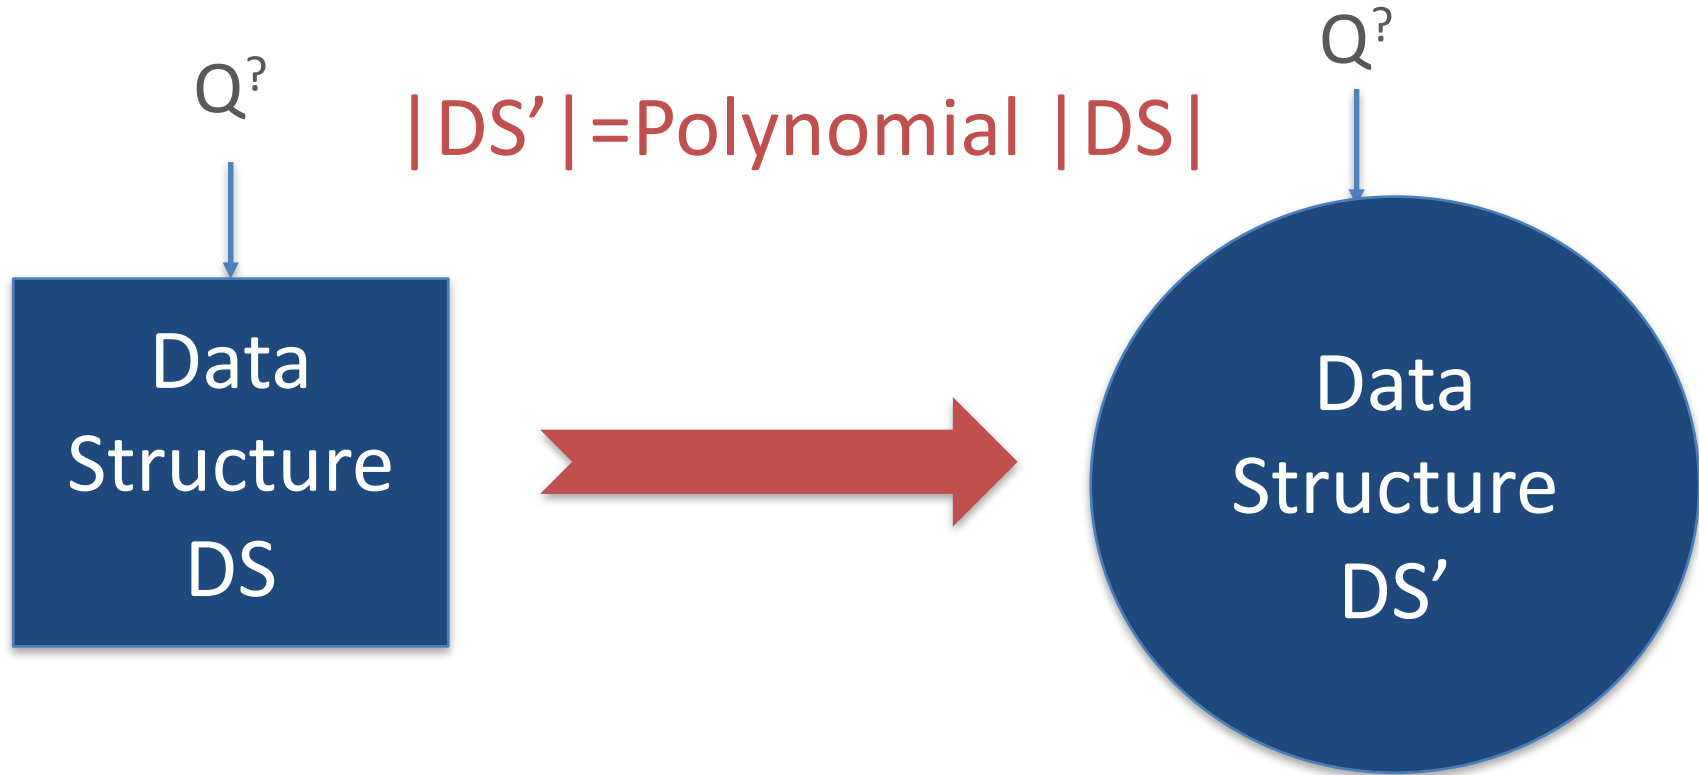 Q?
|DS’|=Polynomial |DS|
Q?
Data
Structure
DS
Data
Structure
DS’